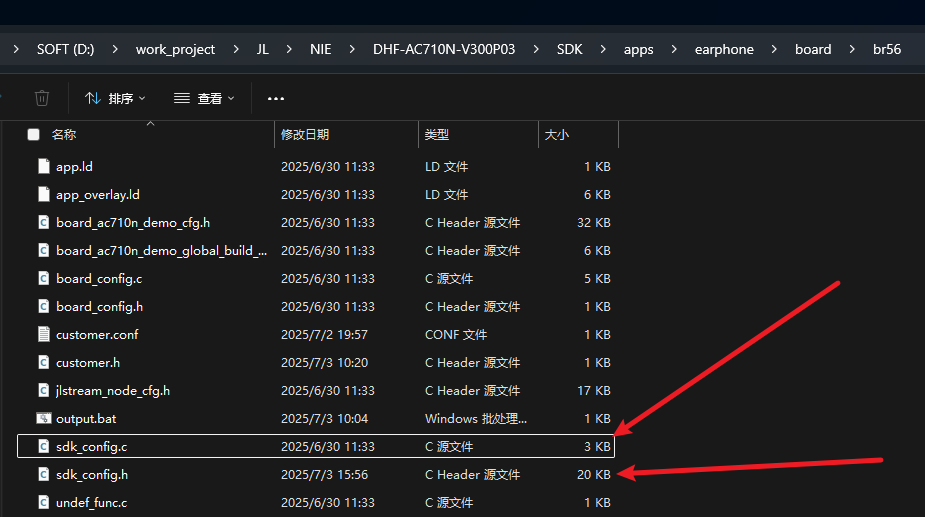 SOFT (D:) > work_project > JL > NIE > DHF-AC710N-V300P03 > SDK > apps > earphone > board > br56
排序 查看 ...
名称 修改日期 类型 大小
app.ld 2025/6/30 11:33 LD 文件 1 KB
app_overlay.ld 2025/6/30 11:33 LD 文件 6 KB
board_ac710n_demo_cfg.h 2025/6/30 11:33 C Header 源文件 32 KB
board_ac710n_demo_global_build_... 2025/6/30 11:33 C Header 源文件 6 KB
board_config.c 2025/6/30 11:33 C 源文件 5 KB
board_config.h 2025/6/30 11:33 C Header 源文件 1 KB
customer.conf 2025/7/2 19:57 CONF 文件 1 KB
customer.h 2025/7/3 10:20 C Header 源文件 1 KB
jlstream_node_cfg.h 2025/6/30 11:33 C Header 源文件 17 KB
output.bat 2025/7/3 10:04 Windows 批处理... 1 KB
sdk_config.c 2025/6/30 11:33 C 源文件 3 KB
sdk_config.h 2025/7/3 15:56 C Header 源文件 20 KB
undef_func.c 2025/6/30 11:33 C 源文件 1 KB